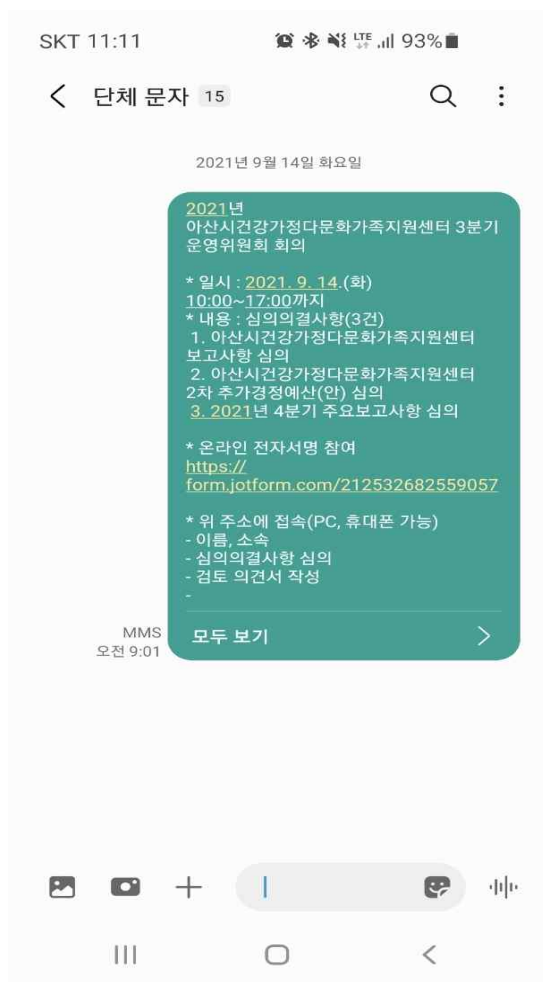 SKT 11:11 LTE 93%
단체 문자 15
2021년 9월 14일 화요일
2021년
아산시건강가정다문화가족지원센터 3분기
운영위원회 회의
* 일시 : 2021. 9. 14.(화)
10:00~17:00까지
* 내용 : 심의의결사항(3건)
1. 아산시건강가정다문화가족지원센터
보고사항 심의
2. 아산시건강가정다문화가족지원센터
2차 추가경정예산(안) 심의
3. 2021년 4분기 주요보고사항 심의
* 온라인 전자서명 참여
https://
form.jotform.com/212532682559057
* 위 주소에 접속(PC, 휴대폰 가능)
- 이름, 소속
- 심의의결사항 심의
- 검토 의견서 작성
-
모두 보기
MMS
오전 9:01